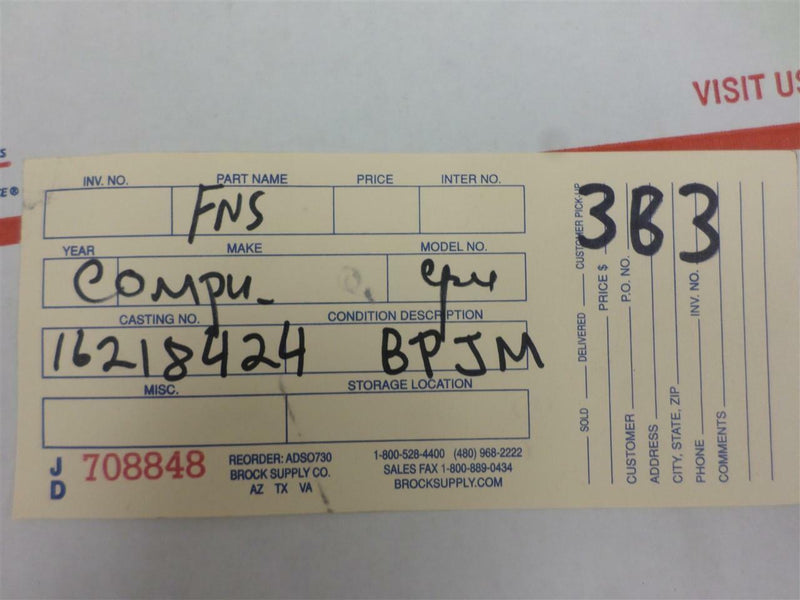 VISIT US
INV. NO. PART NAME PRICE INTER NO.
FNS
YEAR MAKE MODEL NO.
Compu_ cpu
CASTING NO. CONDITION DESCRIPTION
16218424 BPJM
MISC. STORAGE LOCATION
JD 708848
REORDER: ADSO730
BROCK SUPPLY CO.
AZ TX VA
1-800-528-4400 (480) 968-2222
SALES FAX 1-800-889-0434
BROCKSUPPLY.COM
3B3
SOLD DELIVERED CUSTOMER PICK-UP
PRICE $
CUSTOMER P.O. NO.
ADDRESS
CITY, STATE, ZIP
PHONE INV. NO.
COMMENTS